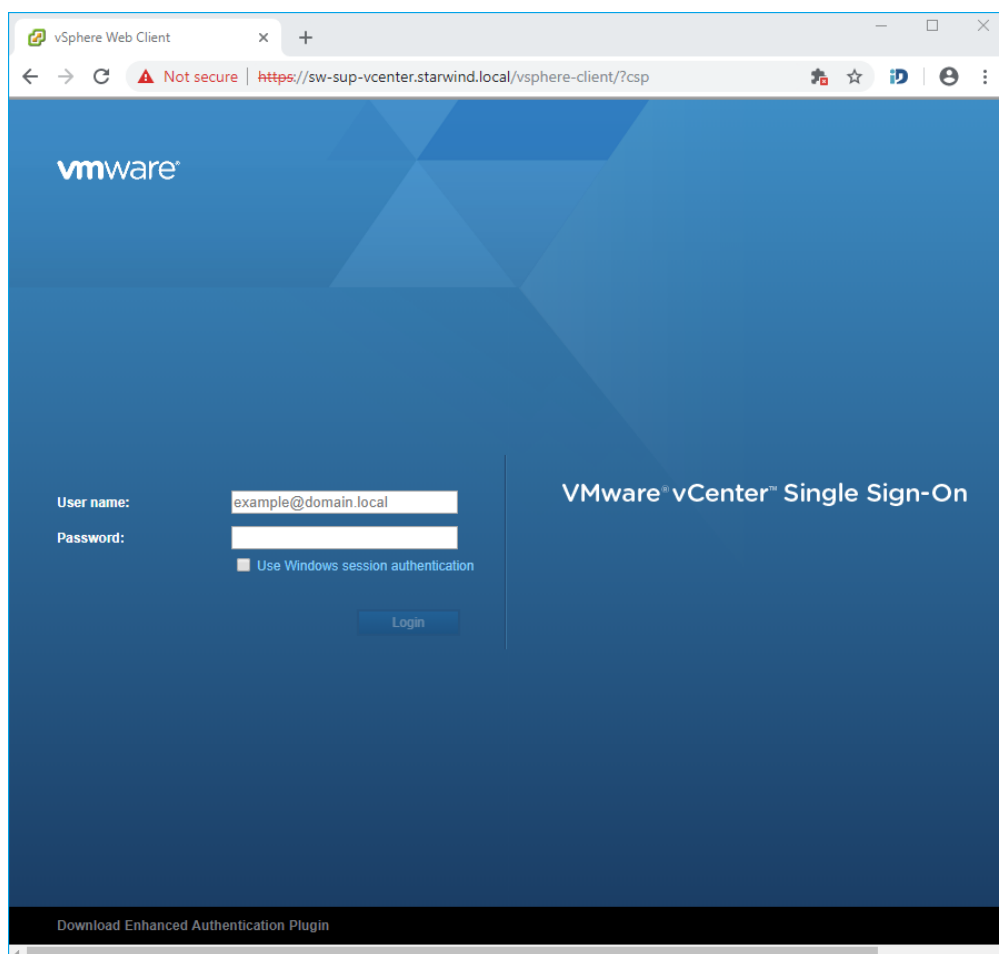 vSphere Web Client
Not secure | https://sw-sup-vcenter.starwind.local/vsphere-client/?csp
vmware®
User name: example@domain.local
Password:
Use Windows session authentication
Login
VMware® vCenter™ Single Sign-On
Download Enhanced Authentication Plugin